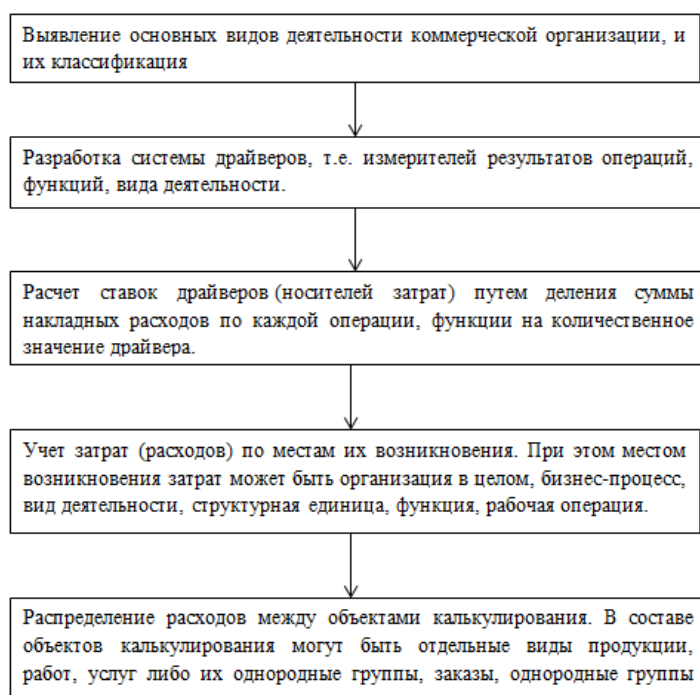 Выявление основных видов деятельности коммерческой организации, и
их классификация
Разработка системы драйверов, т.е. измерителей результатов операций,
функций, вида деятельности.
Расчет ставок драйверов (носителей затрат) путем деления суммы
накладных расходов по каждой операции, функции на количественное
значение драйвера.
Учет затрат (расходов) по местам их возникновения. При этом местом
возникновения затрат может быть организация в целом, бизнес-процесс,
вид деятельности, структурная единица, функция, рабочая операция.
Распределение расходов между объектами калькулирования. В составе
объектов калькулирования могут быть отдельные виды продукции,
работ, услуг либо их однородные группы, заказы, однородные группы